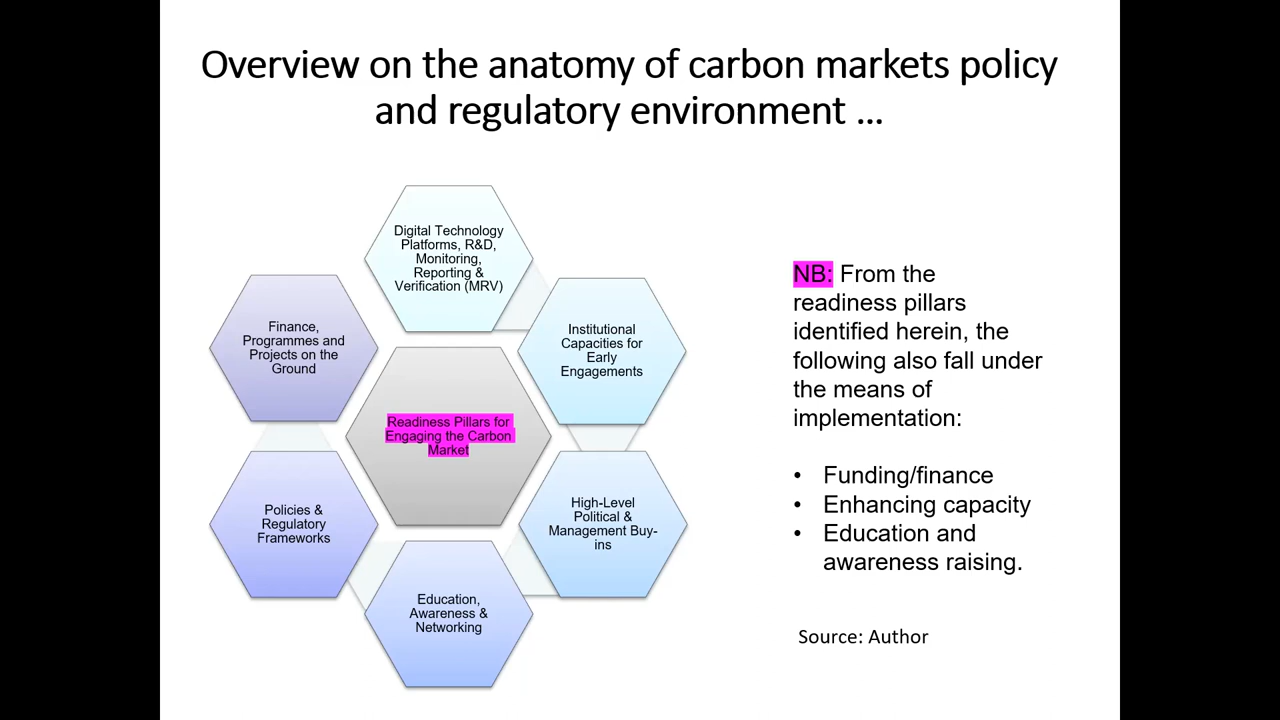 Overview on the anatomy of carbon markets policy
and regulatory environment ...
Digital Technology
Platforms, R&D,
Monitoring,
Reporting &
Verification (MRV)
Institutional
Capacities for
Early
Engagements
High-Level
Political &
Management Buy-
ins
Education,
Awareness &
Networking
Policies &
Regulatory
Frameworks
Finance,
Programmes and
Projects on the
Ground
Readiness Pillars for
Engaging the Carbon
Market
NB: From the
readiness pillars
identified herein, the
following also fall under
the means of
implementation:
• Funding/finance
• Enhancing capacity
• Education and
awareness raising.
Source: Author